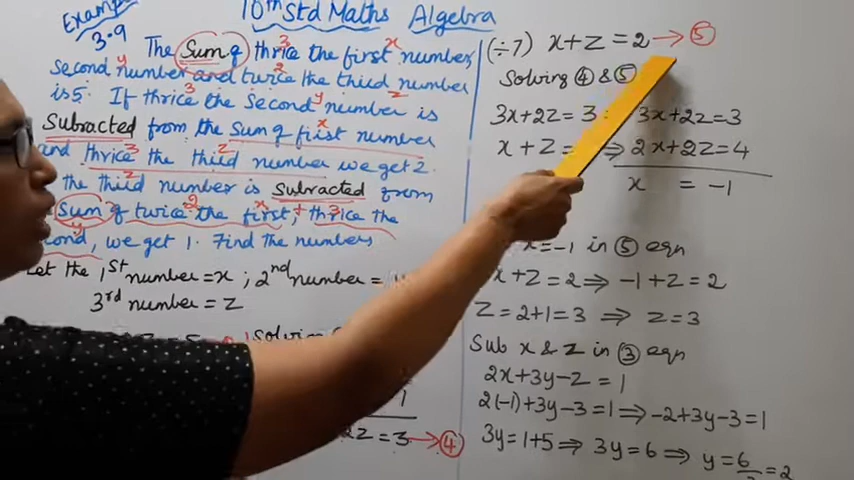 Example 3.9
10th Std Maths Algebra
The Sum of thrice the first number,
second number and twice the third number
is 5. If thrice the second number is
Subtracted from the Sum of first number
and thrice the third number we get 2.
the third number is Subtracted from
Sum of twice the first, + thrice the
we get 1. Find the numbers
Let the 1st number = x ; 2nd number =
3rd number = z
Solving
2z = 3 → ④
(÷7) x + z = 2 → ⑤
Solving ④ & ⑤
3x+2z = 3
3x+2z = 3
x + z =
⇒ 2x+2z = 4
x = -1
x = -1 in ⑤ eqn
x + z = 2 ⇒ -1 + z = 2
z = 2+1 = 3 ⇒ z = 3
Sub x & z in ③ eqn
2x+3y-z = 1
2(-1)+3y-3 = 1 ⇒ -2+3y-3 = 1
3y = 1+5 ⇒ 3y = 6 ⇒ y = 6/ = 2